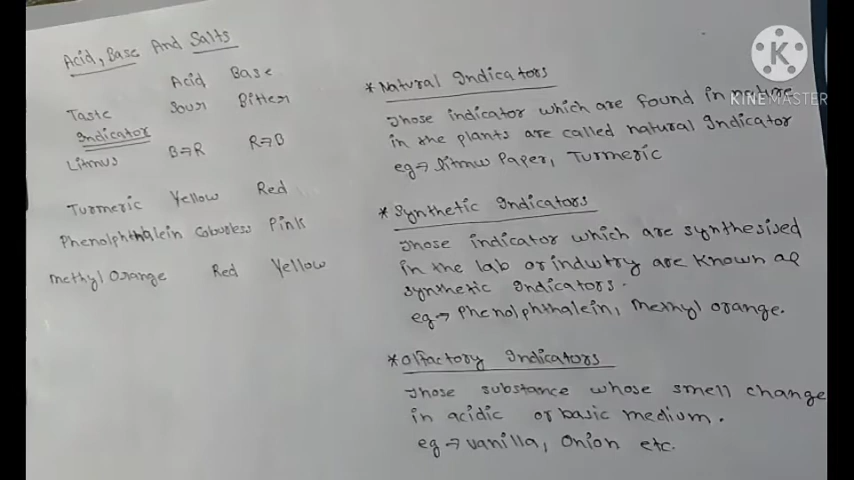 Acid, Base And Salts
Acid Base
Taste Sour Bitter
Indicator
Litmus B⇒R R⇒B
Turmeric Yellow Red
Phenolphthalein Colourless Pink
Methyl Orange Red Yellow
*Natural Indicators
Those indicator which are found in nature
in the plants are called natural Indicator
eg→ litmus Paper, Turmeric
*Synthetic Indicators
Those indicator which are synthesised
in the lab or industry are known as
synthetic Indicators.
eg→ Phenolphthalein, Methyl orange.
*Olfactory Indicators
Those substance whose smell change
in acidic or basic medium.
eg→ vanilla, Onion etc.
K
KINEMASTER